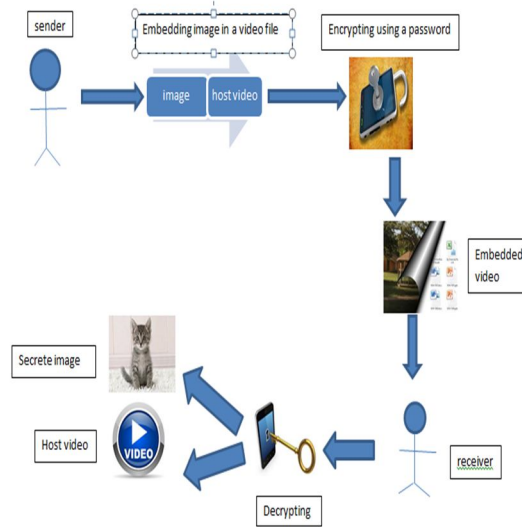 sender
Embedding image in a video file
Encrypting using a password
image
host video
Embedded
video
Secrete image
Host video
VIDEO
receiver
Decrypting